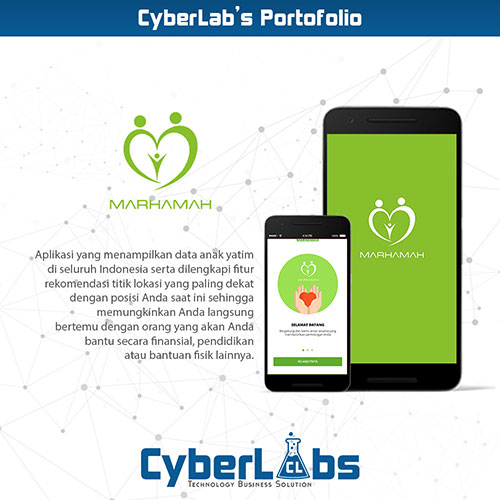 CyberLab's Portofolio
MARHAMAH
Aplikasi yang menampilkan data anak yatim
di seluruh Indonesia serta dilengkapi fitur
rekomendasi titik lokasi yang paling dekat
dengan posisi Anda saat ini sehingga
memungkinkan Anda langsung
bertemu dengan orang yang akan Anda
bantu secara finansial, pendidikan
atau bantuan fisik lainnya.
MARHAMAH
MARHAMAH
SELAMAT DATANG
CyberLabs
CL
Technology Business Solution